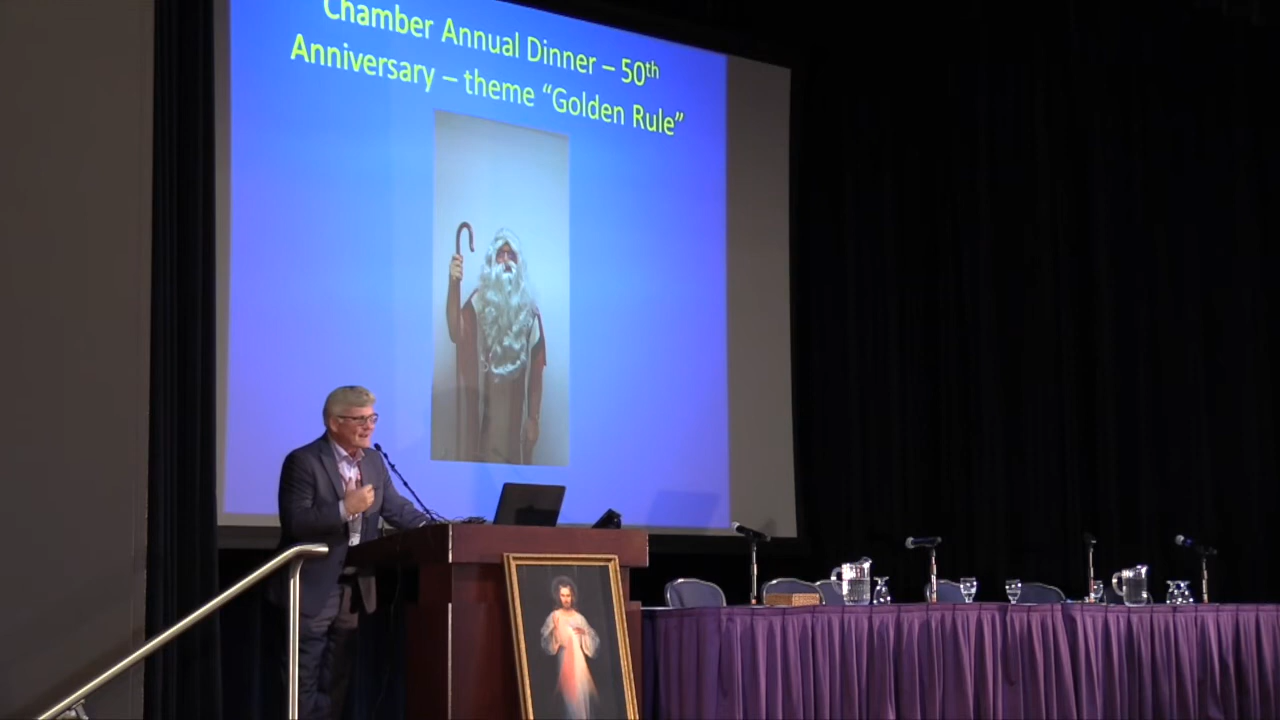 Chamber Annual Dinner – 50th
Anniversary – theme “Golden Rule”